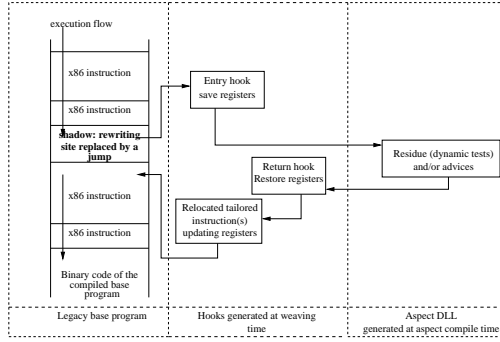 execution flow
x86 instruction
x86 instruction
shadow: rewriting
site replaced by a
jump
x86 instruction
x86 instruction
Binary code of the
compiled base
program
Entry hook
save registers
Residue (dynamic tests)
and/or advices
Return hook
Restore registers
Relocated tailored
instruction(s)
updating registers
Legacy base program
Hooks generated at weaving
time
Aspect DLL
generated at aspect compile time